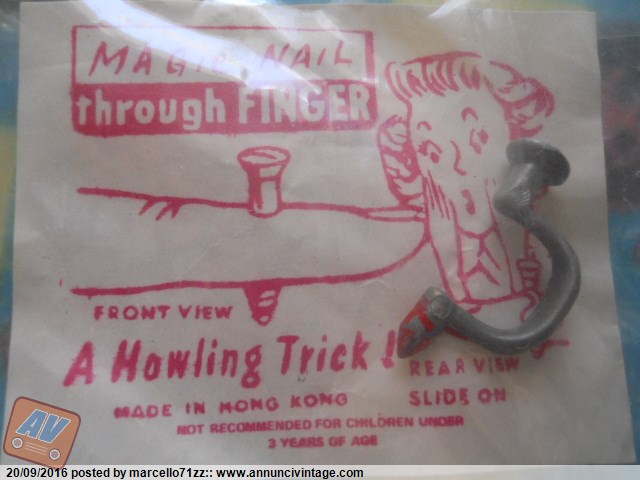 MAGIC NAIL
through FINGER
FRONT VIEW
A Howling Trick!
REAR VIEW
MADE IN HONG KONG
SLIDE ON
NOT RECOMMENDED FOR CHILDREN UNDER
3 YEARS OF AGE
AV
20/09/2016 posted by marcello71zz:: www.annuncivintage.com